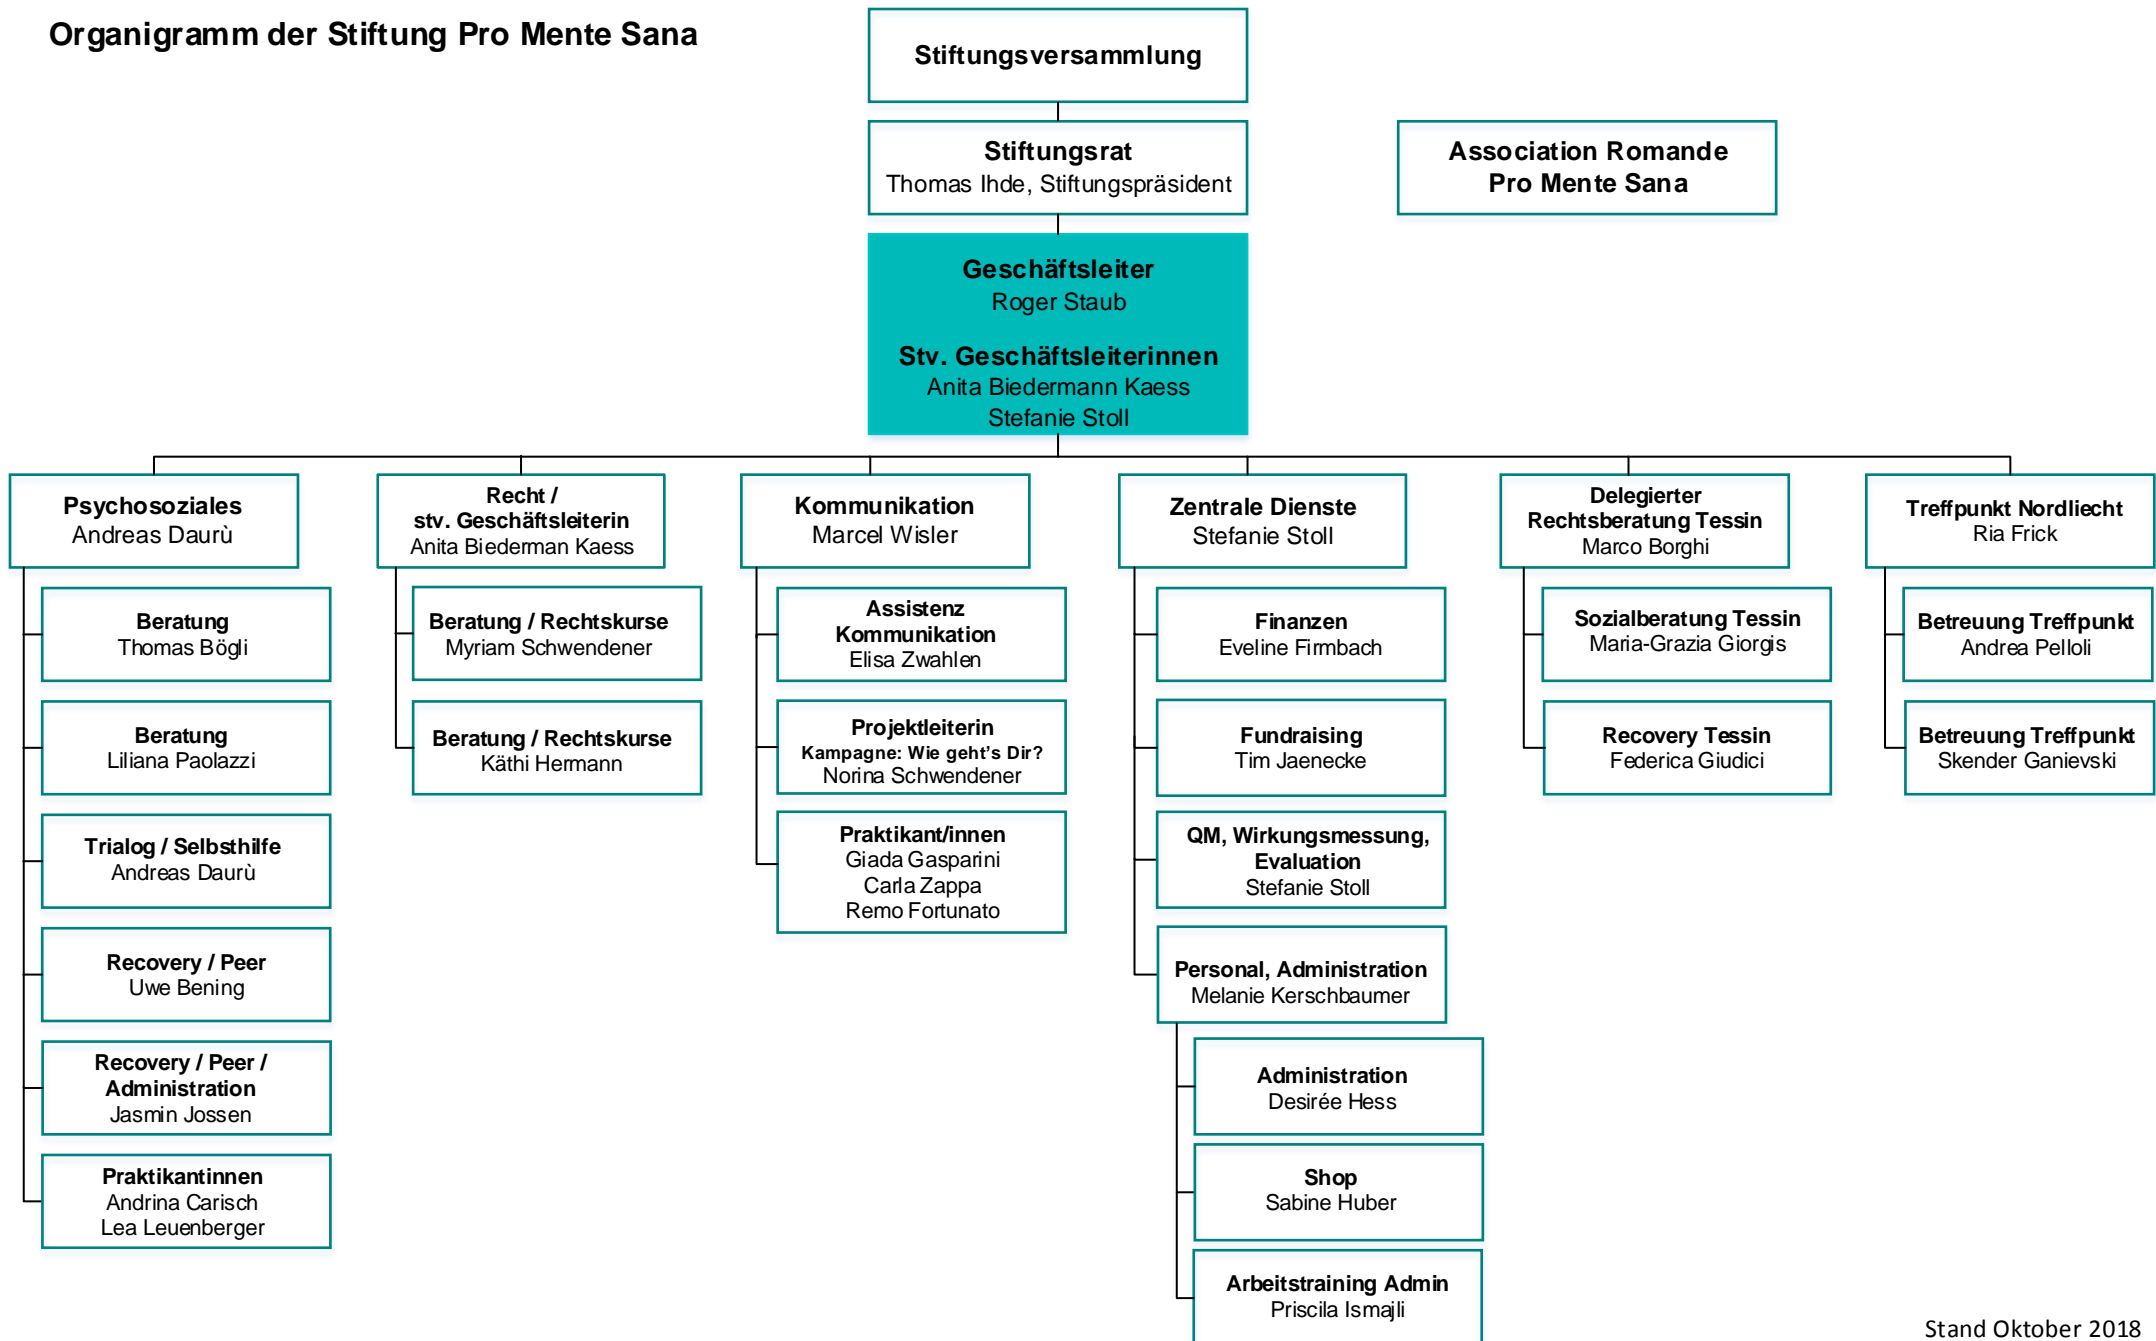 Organigramm der Stiftung Pro Mente Sana
Stiftungsversammlung
Stiftungsrat
Thomas Ihde, Stiftungspräsident
Association Romande
Pro Mente Sana
Geschäftsleiter
Roger Staub
Stv. Geschäftsleiterinnen
Anita Biedermann Kaess
Stefanie Stoll
Psychosoziales
Andreas Daurù
Beratung
Thomas Bögli
Beratung
Liliana Paolazzi
Trialog / Selbsthilfe
Andreas Daurù
Recovery / Peer
Uwe Bening
Recovery / Peer /
Administration
Jasmin Jossen
Praktikantinnen
Andrina Carisch
Lea Leuenberger
Recht /
stv. Geschäftsleiterin
Anita Biederman Kaess
Beratung / Rechtskurse
Myriam Schwendener
Beratung / Rechtskurse
Käthi Hermann
Kommunikation
Marcel Wisler
Assistenz
Kommunikation
Elisa Zwahlen
Projektleiterin
Kampagne: Wie geht's Dir?
Norina Schwendener
Praktikant/innen
Giada Gasparini
Carla Zappa
Remo Fortunato
Zentrale Dienste
Stefanie Stoll
Finanzen
Eveline Firmbach
Fundraising
Tim Jaenecke
QM, Wirkungsmessung,
Evaluation
Stefanie Stoll
Personal, Administration
Melanie Kerschbaumer
Administration
Desirée Hess
Shop
Sabine Huber
Arbeitstraining Admin
Priscila Ismajli
Delegierter
Rechtsberatung Tessin
Marco Borghi
Sozialberatung Tessin
Maria-Grazia Giorgis
Recovery Tessin
Federica Giudici
Treffpunkt Nordliecht
Ria Frick
Betreuung Treffpunkt
Andrea Pelloli
Betreuung Treffpunkt
Skender Ganievski
Stand Oktober 2018